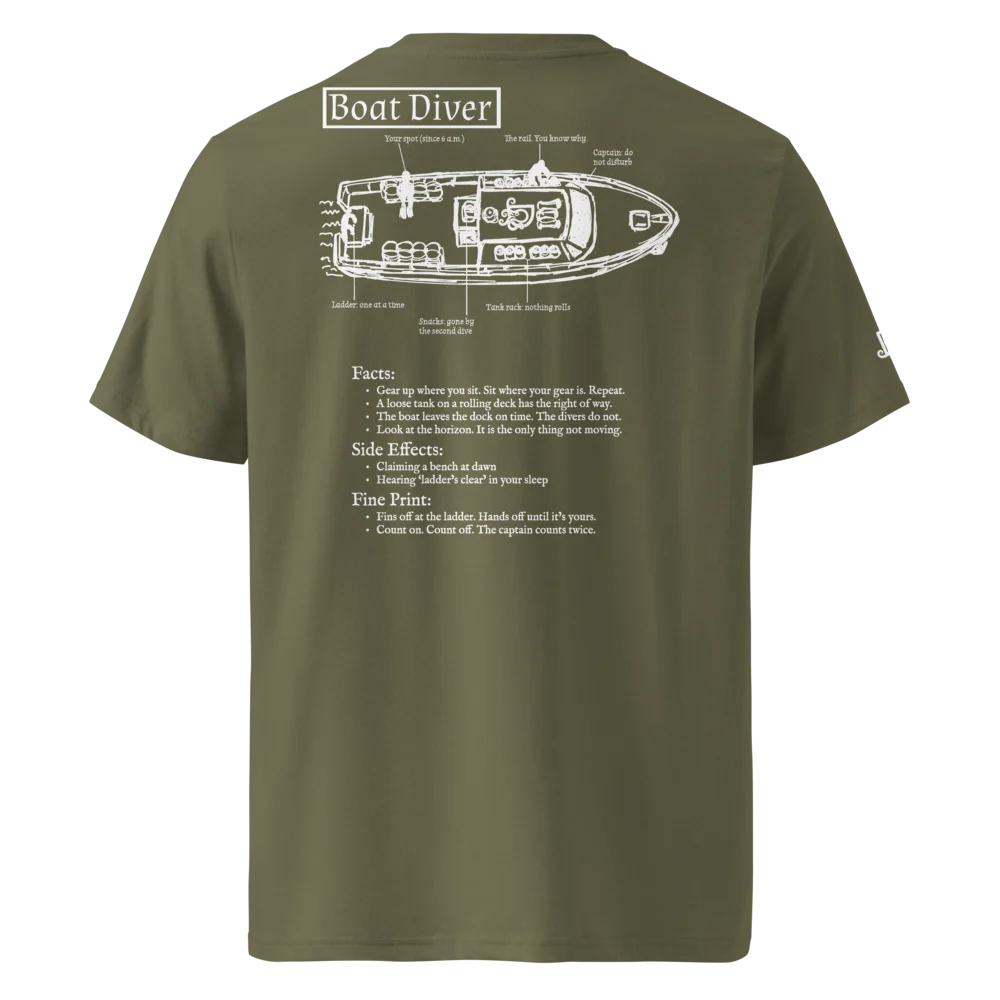 Boat Diver
Your spot (since 6 a.m.)
The rail. You know why.
Captain: do
not disturb
Ladder: one at a time
Snacks: gone by
the second dive
Tank rack: nothing rolls
Facts:
• Gear up where you sit. Sit where your gear is. Repeat.
• A loose tank on a rolling deck has the right of way.
• The boat leaves the dock on time. The divers do not.
• Look at the horizon. It is the only thing not moving.
Side Effects:
• Claiming a bench at dawn
• Hearing ‘ladder’s clear’ in your sleep
Fine Print:
• Fins off at the ladder. Hands off until it’s yours.
• Count on. Count off. The captain counts twice.